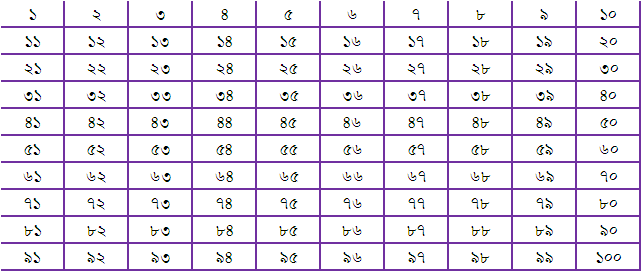 ১ ২ ৩ ৪ ৫ ৬ ৭ ৮ ৯ ১০
১১ ১২ ১৩ ১৪ ১৫ ১৬ ১৭ ১৮ ১৯ ২০
২১ ২২ ২৩ ২৪ ২৫ ২৬ ২৭ ২৮ ২৯ ৩০
৩১ ৩২ ৩৩ ৩৪ ৩৫ ৩৬ ৩৭ ৩৮ ৩৯ ৪০
৪১ ৪২ ৪৩ ৪৪ ৪৫ ৪৬ ৪৭ ৪৮ ৪৯ ৫০
৫১ ৫২ ৫৩ ৫৪ ৫৫ ৫৬ ৫৭ ৫৮ ৫৯ ৬০
৬১ ৬২ ৬৩ ৬৪ ৬৫ ৬৬ ৬৭ ৬৮ ৬৯ ৭০
৭১ ৭২ ৭৩ ৭৪ ৭৫ ৭৬ ৭৭ ৭৮ ৭৯ ৮০
৮১ ৮২ ৮৩ ৮৪ ৮৫ ৮৬ ৮৭ ৮৮ ৮৯ ৯০
৯১ ৯২ ৯৩ ৯৪ ৯৫ ৯৬ ৯৭ ৯৮ ৯৯ ১০০